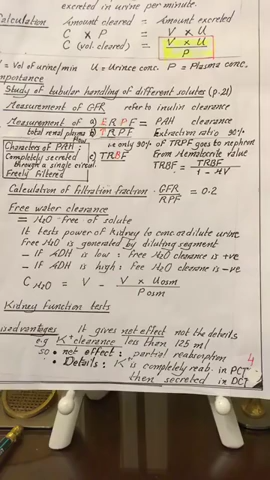 excreted in urine per minute.
Calculation Amount cleared = Amount excreted
C x P = V x U
C (vol. cleared) = V x U / P
= Vol of urine/min U = Urince conc. P = Plasma conc.
importance
Study of tubular handling of different solutes (p.21)
Measurement of GFR refer to inulin clearance
Measurement of a) ERPF = PAH clearance
total renal plasma flow b) TRPF Extraction ratio 90%
Characters of PAH: i.e only 90% of TRPF goes to nephron
Completely secreted c) TRBF from Hematocrite value
through a single circuit TRBF = TRPF / 1 - HV
Freely filtered
Calculation of filtration fraction . GFR / RPF = 0.2
Free water clearance
= H2O - Free of solute
It tests power of kidney to concor dilute urine
Free H2O is generated by diluting segment
- IF ADH is low : Free H2O clearance is +ve
- IF ADH is high : Fee H2O clearance is -ve
C H2O = V - V x Uosm / Posm
Kidney function tests
isadvantages it gives net effect not the details
e.g K+ clearance less than 125 ml
so • net effect : partial reabsorption
• Details : K+ is completely reab. in PCT
then secreted in DCT
4